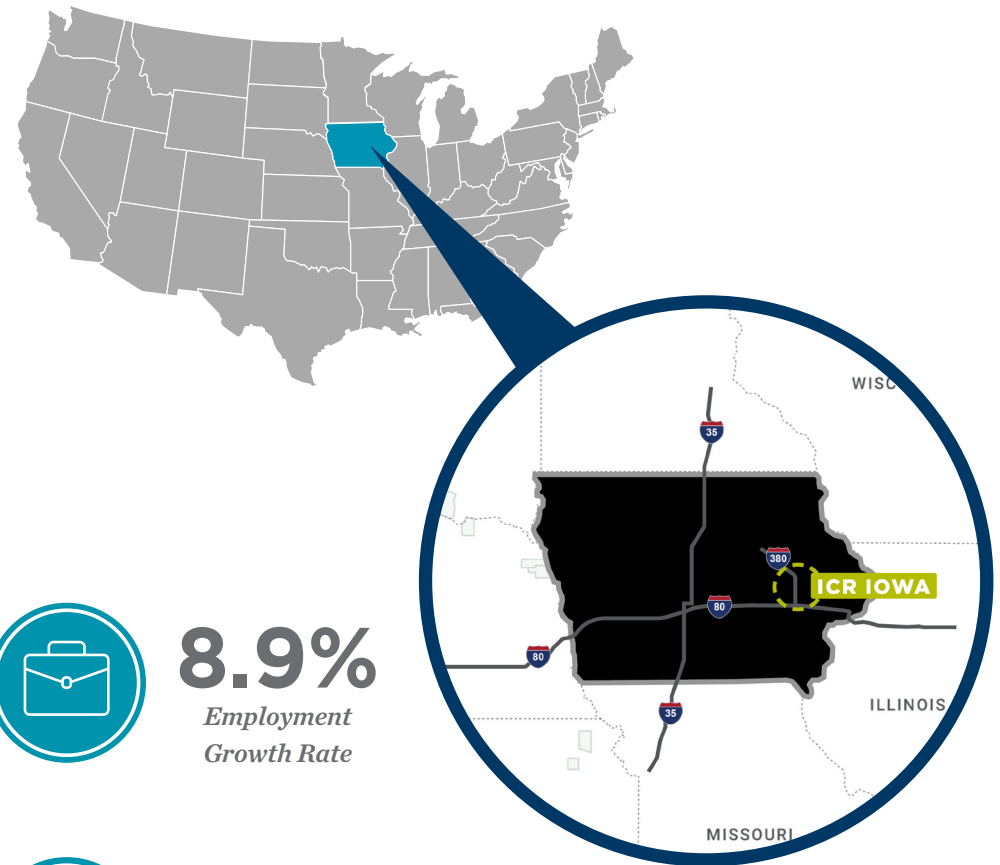 WISC
35
380
ICR IOWA
80
80
35
ILLINOIS
MISSOURI
8.9%
Employment
Growth Rate